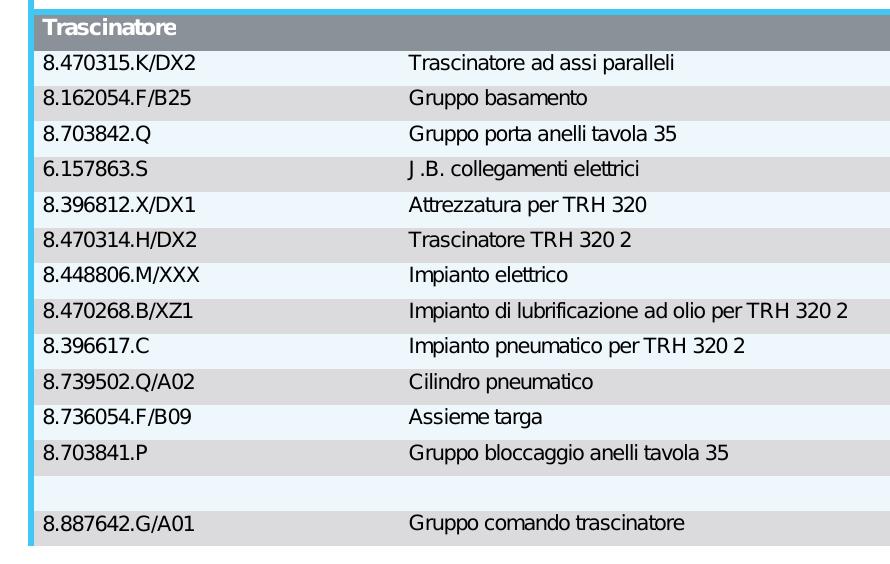 Trascinatore
8.470315.K/DX2 Trascinatore ad assi paralleli
8.162054.F/B25 Gruppo basamento
8.703842.Q Gruppo porta anelli tavola 35
6.157863.S J.B. collegamenti elettrici
8.396812.X/DX1 Attrezzatura per TRH 320
8.470314.H/DX2 Trascinatore TRH 320 2
8.448806.M/XXX Impianto elettrico
8.470268.B/XZ1 Impianto di lubrificazione ad olio per TRH 320 2
8.396617.C Impianto pneumatico per TRH 320 2
8.739502.Q/A02 Cilindro pneumatico
8.736054.F/B09 Assieme targa
8.703841.P Gruppo bloccaggio anelli tavola 35
8.887642.G/A01 Gruppo comando trascinatore